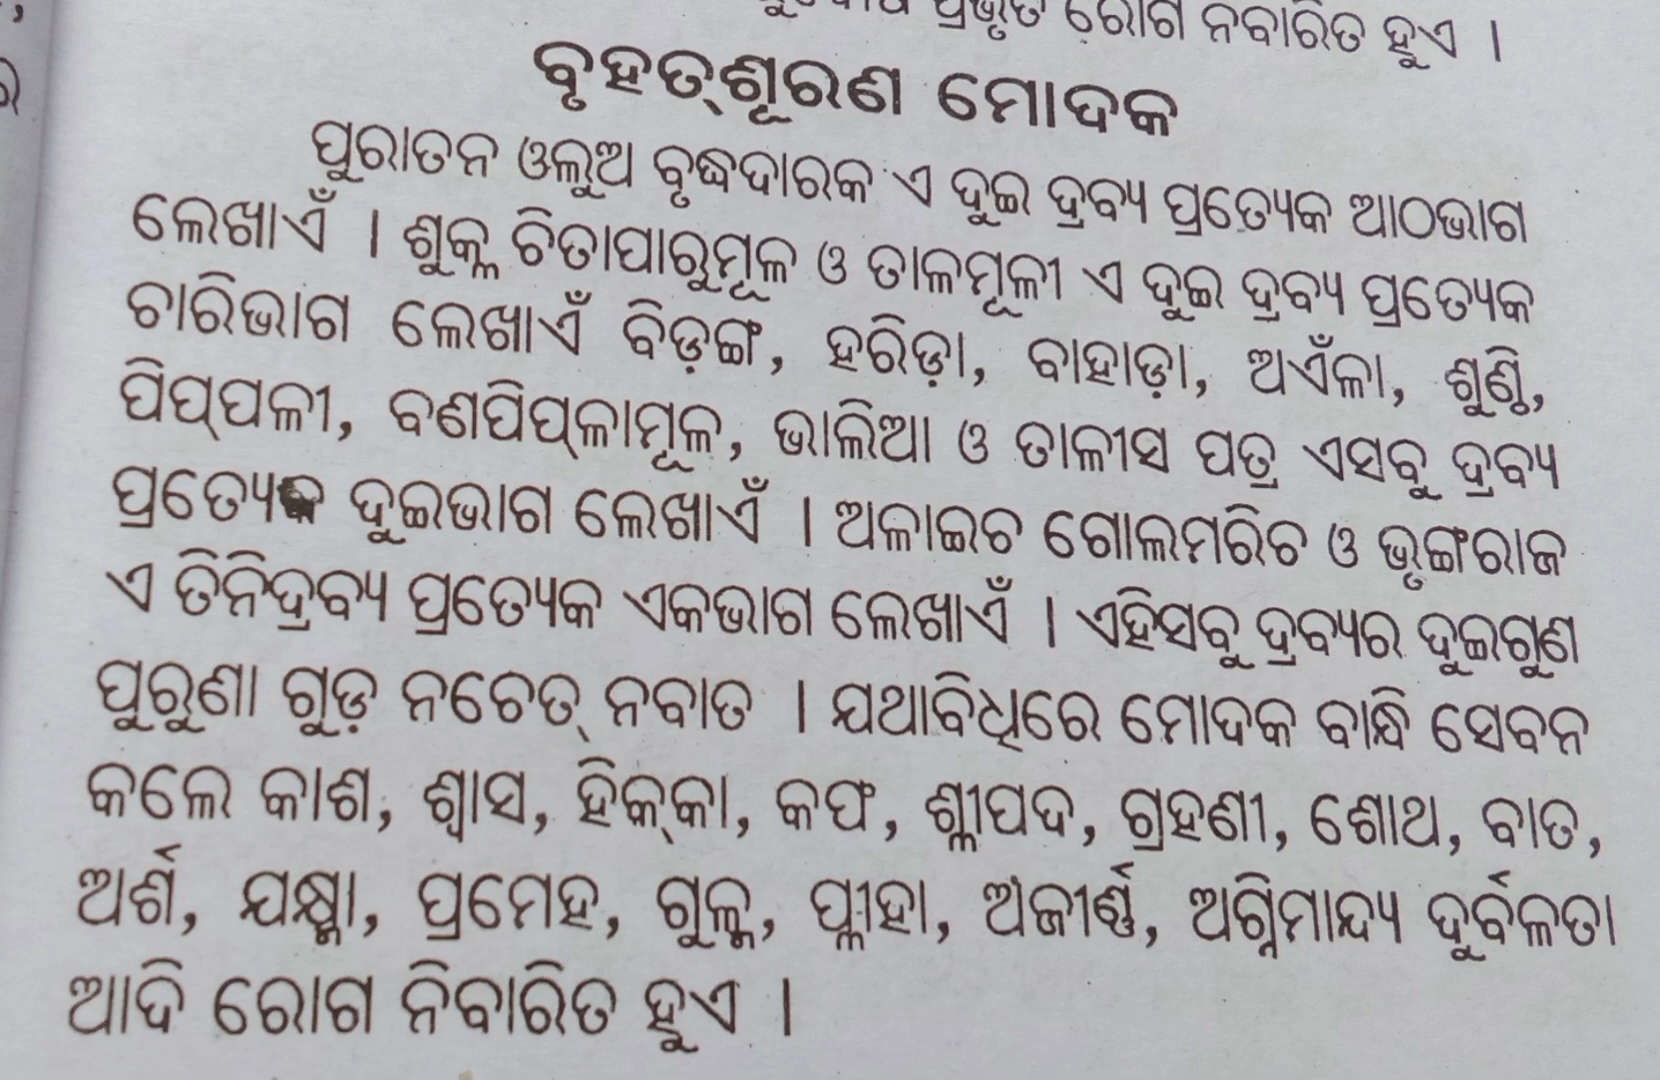 ପ୍ରଭୃତି ରୋଗ ନିବାରିତ ହୁଏ ।
ବୃହତ୍‌ଶୂରଣ ମୋଦକ
ପୁରାତନ ଓଲୁଅ ବୃଦ୍ଧଦାରକ ଏ ଦୁଇ ଦ୍ରବ୍ୟ ପ୍ରତ୍ୟେକ ଆଠଭାଗ
ଲେଖାଏଁ । ଶୁକ୍ଳ ଚିତାପାରୁମୂଳ ଓ ତାଳମୂଳୀ ଏ ଦୁଇ ଦ୍ରବ୍ୟ ପ୍ରତ୍ୟେକ
ଚାରିଭାଗ ଲେଖାଏଁ ବିଡ଼ଙ୍ଗ, ହରିଡ଼ା, ବାହାଡ଼ା, ଅଏଁଳା, ଶୁଣ୍ଠି,
ପିପ୍‌ପଳୀ, ବଣପିପ୍‌ଳାମୂଳ, ଭାଲିଆ ଓ ତାଳୀସ ପତ୍ର ଏସବୁ ଦ୍ରବ୍ୟ
ପ୍ରତ୍ୟେକ ଦୁଇଭାଗ ଲେଖାଏଁ । ଅଳାଇଚ ଗୋଲମରିଚ ଓ ଭୃଙ୍ଗରାଜ
ଏ ତିନିଦ୍ରବ୍ୟ ପ୍ରତ୍ୟେକ ଏକଭାଗ ଲେଖାଏଁ । ଏହିସବୁ ଦ୍ରବ୍ୟର ଦୁଇଗୁଣ
ପୁରୁଣା ଗୁଡ଼ ନଚେତ୍ ନବାତ । ଯଥାବିଧିରେ ମୋଦକ ବାନ୍ଧି ସେବନ
କଲେ କାଶ, ଶ୍ୱାସ, ହିକ୍‌କା, କଫ, ଶ୍ଳୀପଦ, ଗ୍ରହଣୀ, ଶୋଥ, ବାତ,
ଅର୍ଶ, ଯକ୍ଷ୍ମା, ପ୍ରମେହ, ଗୁଳ୍ମ, ପ୍ଳୀହା, ଅଜୀର୍ଣ୍ଣ, ଅଗ୍ନିମାନ୍ଦ୍ୟ ଦୁର୍ବଳତା
ଆଦି ରୋଗ ନିବାରିତ ହୁଏ ।